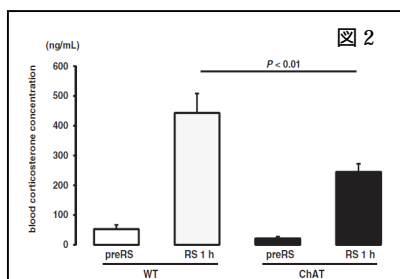 図 2
(ng/mL)
P < 0.01
blood corticosterone concentration
600
500
400
300
200
100
0
preRS RS 1 h preRS RS 1 h
WT ChAT